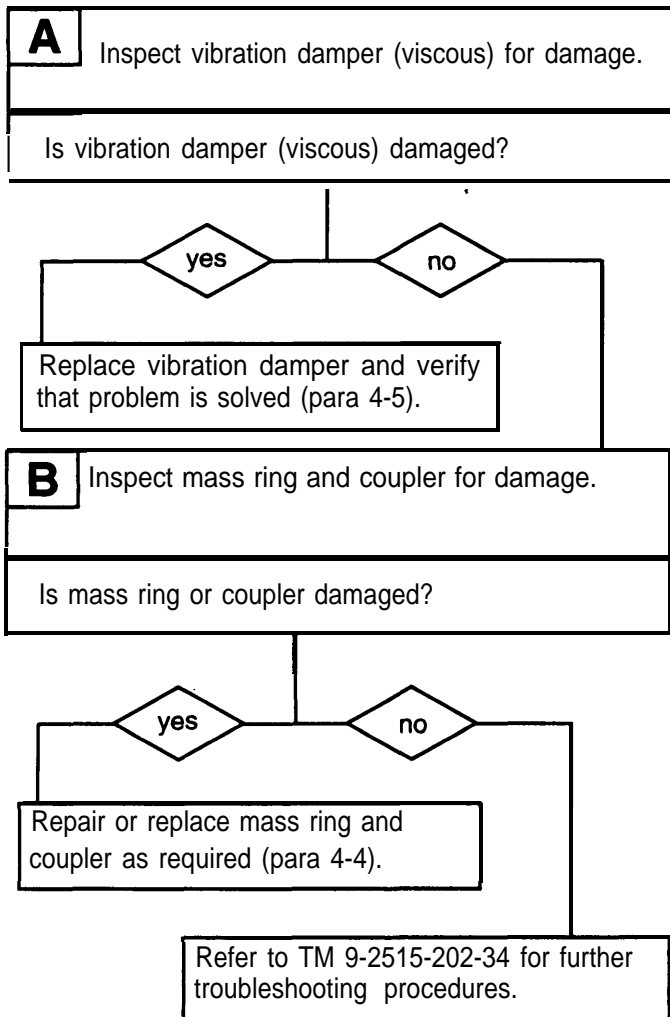 A
Inspect vibration damper (viscous) for damage.
Is vibration damper (viscous) damaged?
yes
no
Replace vibration damper and verify
that problem is solved (para 4-5).
B
Inspect mass ring and coupler for damage.
Is mass ring or coupler damaged?
yes
no
Repair or replace mass ring and
coupler as required (para 4-4).
Refer to TM 9-2515-202-34 for further
troubleshooting procedures.